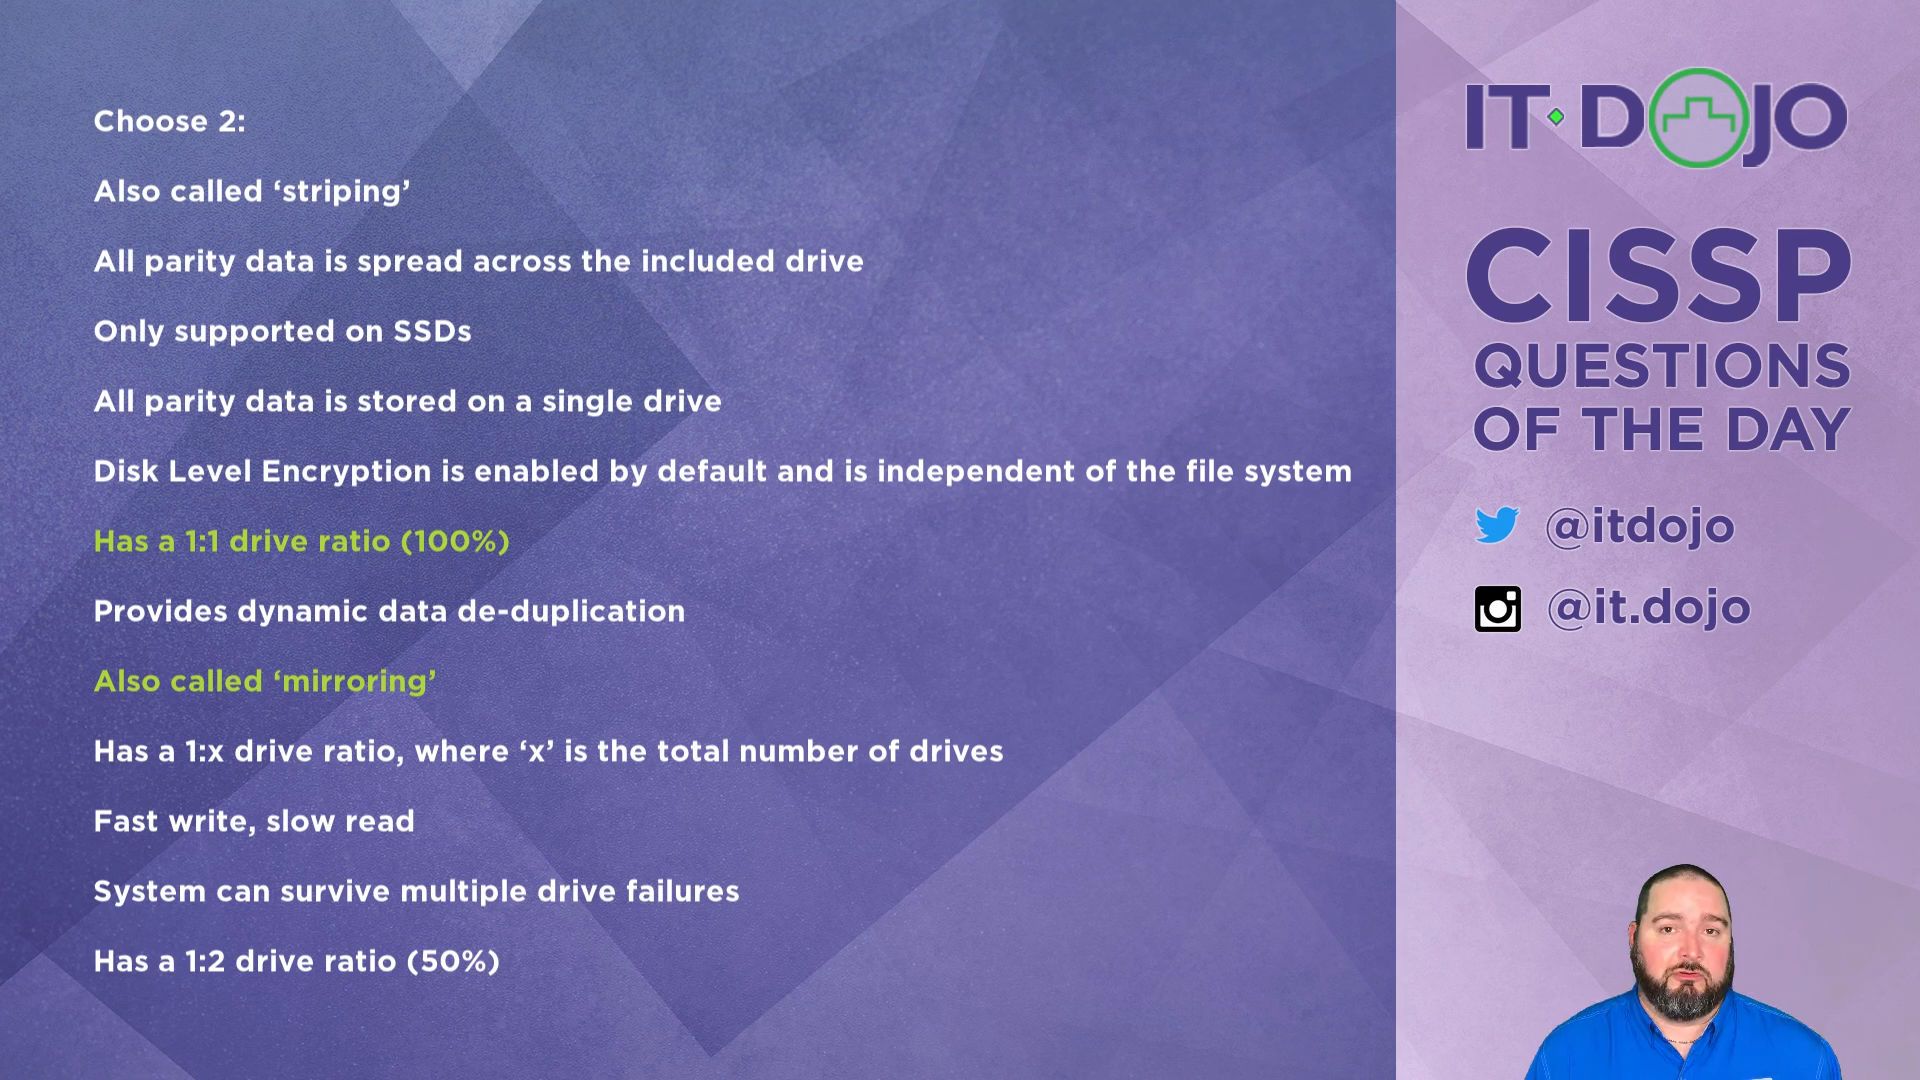 Choose 2:
Also called ‘striping’
All parity data is spread across the included drive
Only supported on SSDs
All parity data is stored on a single drive
Disk Level Encryption is enabled by default and is independent of the file system
Has a 1:1 drive ratio (100%)
Provides dynamic data de-duplication
Also called ‘mirroring’
Has a 1:x drive ratio, where ‘x’ is the total number of drives
Fast write, slow read
System can survive multiple drive failures
Has a 1:2 drive ratio (50%)
IT DOJO
CISSP
QUESTIONS
OF THE DAY
@itdojo
@it.dojo